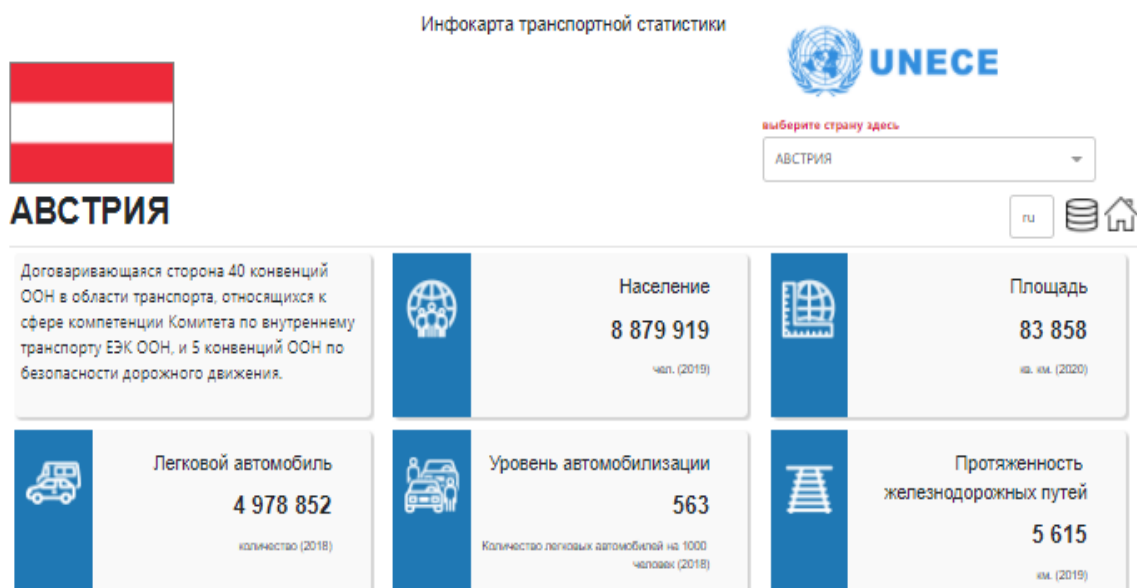 Инфокарта транспортной статистики
UNECE
выберите страну здесь
АВСТРИЯ
АВСТРИЯ
ru
Договаривающаяся сторона 40 конвенций
ООН в области транспорта, относящихся к
сфере компетенции Комитета по внутреннему
транспорту ЕЭК ООН, и 5 конвенций ООН по
безопасности дорожного движения.
Население
8 879 919
чел. (2019)
Площадь
83 858
кв. км. (2020)
Легковой автомобиль
4 978 852
количество (2018)
Уровень автомобилизации
563
Количество легковых автомобилей на 1000
человек (2018)
Протяженность
железнодорожных путей
5 615
км. (2019)